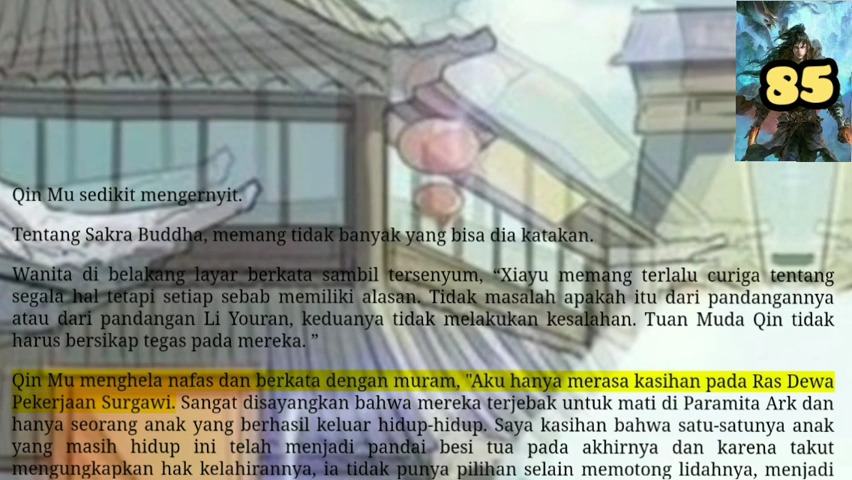 85
Qin Mu sedikit mengernyit.
Tentang Sakra Buddha, memang tidak banyak yang bisa dia katakan.
Wanita di belakang layar berkata sambil tersenyum, “Xiayu memang terlalu curiga tentang
segala hal tetapi setiap sebab memiliki alasan. Tidak masalah apakah itu dari pandangannya
atau dari pandangan Li Youran, keduanya tidak melakukan kesalahan. Tuan Muda Qin tidak
harus bersikap tegas pada mereka. ”
Qin Mu menghela nafas dan berkata dengan muram, "Aku hanya merasa kasihan pada Ras Dewa
Pekerjaan Surgawi. Sangat disayangkan bahwa mereka terjebak untuk mati di Paramita Ark dan
hanya seorang anak yang berhasil keluar hidup-hidup. Saya kasihan bahwa satu-satunya anak
yang masih hidup ini telah menjadi pandai besi tua pada akhirnya dan karena takut
mengungkapkan hak kelahirannya, ia tidak punya pilihan selain memotong lidahnya, menjadi